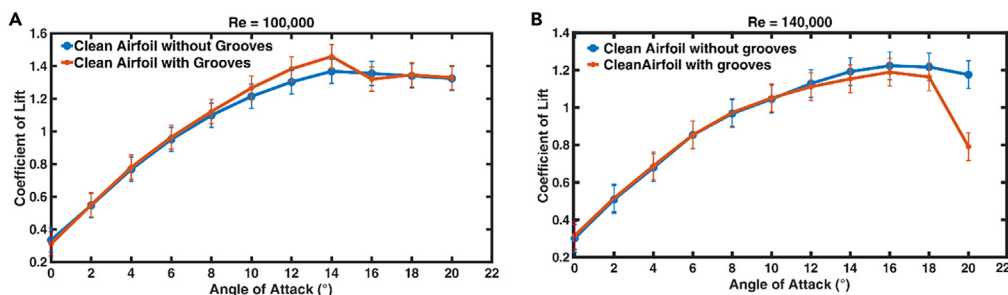 A
Re = 100,000
Clean Airfoil without Grooves
Clean Airfoil with Grooves
Coefficient of Lift
1.6
1.4
1.2
1
0.8
0.6
0.4
0.2
0 2 4 6 8 10 12 14 16 18 20 22
Angle of Attack (°)
B
Re = 140,000
Clean Airfoil without grooves
CleanAirfoil with grooves
Coefficient of Lift
1.4
1.2
1
0.8
0.6
0.4
0.2
0 2 4 6 8 10 12 14 16 18 20 22
Angle of Attack (°)